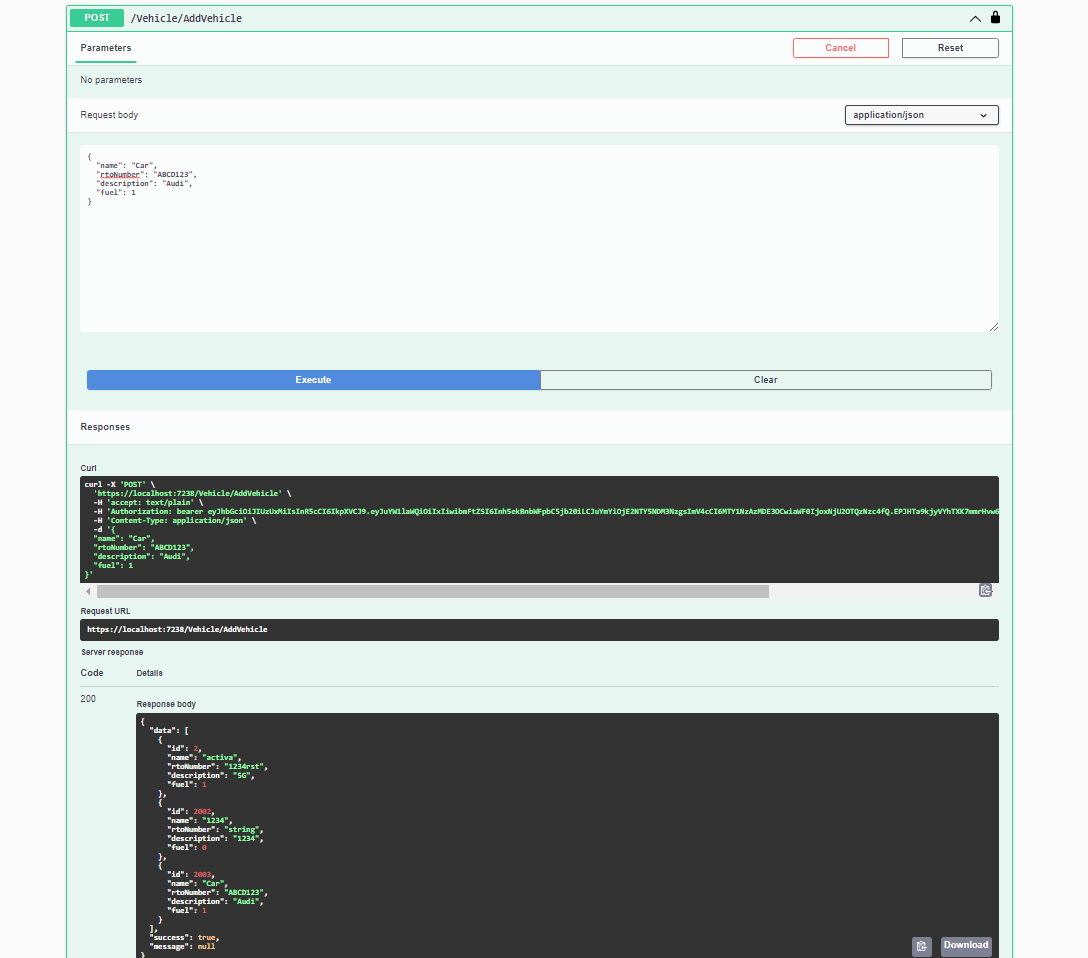 POST /Vehicle/AddVehicle
Parameters
Cancel
Reset
No parameters
Request body
application/json
{
"name": "Car",
"rtoNumber": "ABCD123",
"description": "Audi",
"fuel": 1
}
Execute
Clear
Responses
Curl
curl -X 'POST' \
'https://localhost:7238/Vehicle/AddVehicle' \
-H 'accept: text/plain' \
-H 'Authorization: bearer
-H 'Content-Type: application/json' \
-d '{
"name": "Car",
"rtoNumber": "ABCD123",
"description": "Audi",
"fuel": 1
}'
Request URL
https://localhost:7238/Vehicle/AddVehicle
Server response
Code Details
200
Response body
{
"data": [
{
"id": 2,
"name": "activa",
"rtoNumber": "1234rst",
"description": "5G",
"fuel": 1
},
{
"id": 2002,
"name": "1234",
"rtoNumber": "string",
"description": "1234",
"fuel": 0
},
{
"id": 2003,
"name": "Car",
"rtoNumber": "ABCD123",
"description": "Audi",
"fuel": 1
}
],
"success": true,
"message": null
}
Download